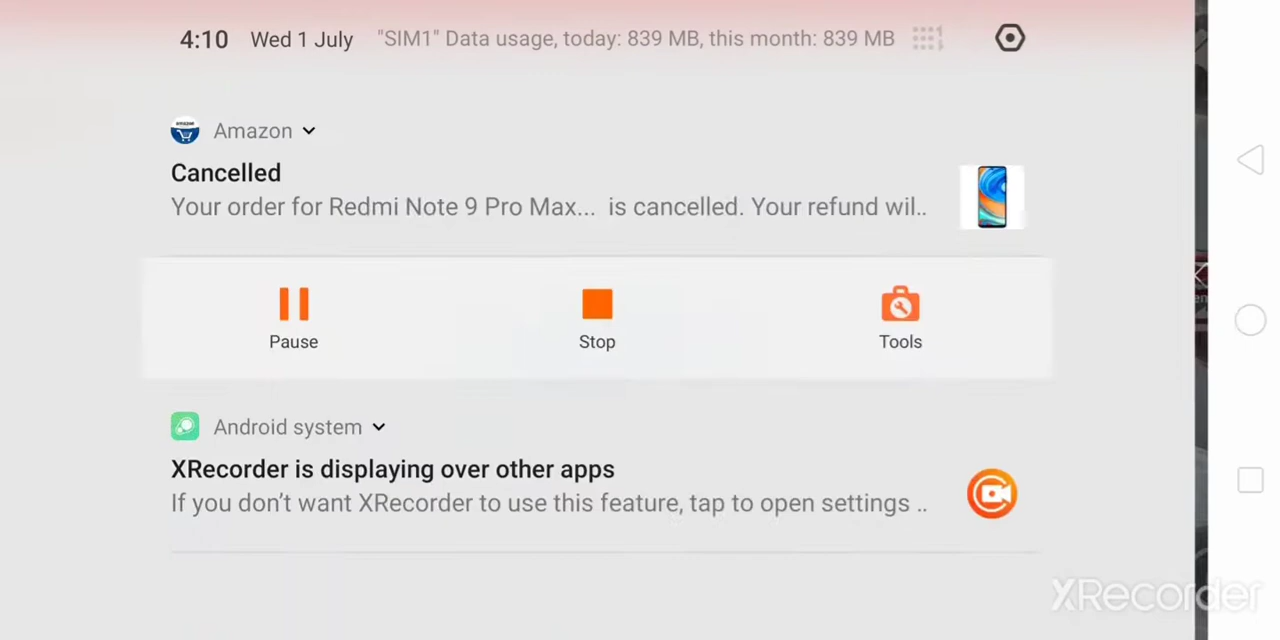 4:10 Wed 1 July "SIM1" Data usage, today: 839 MB, this month: 839 MB
Amazon
Cancelled
Your order for Redmi Note 9 Pro Max... is cancelled. Your refund wil..
Pause Stop Tools
Android system
XRecorder is displaying over other apps
If you don't want XRecorder to use this feature, tap to open settings ..
XRecorder